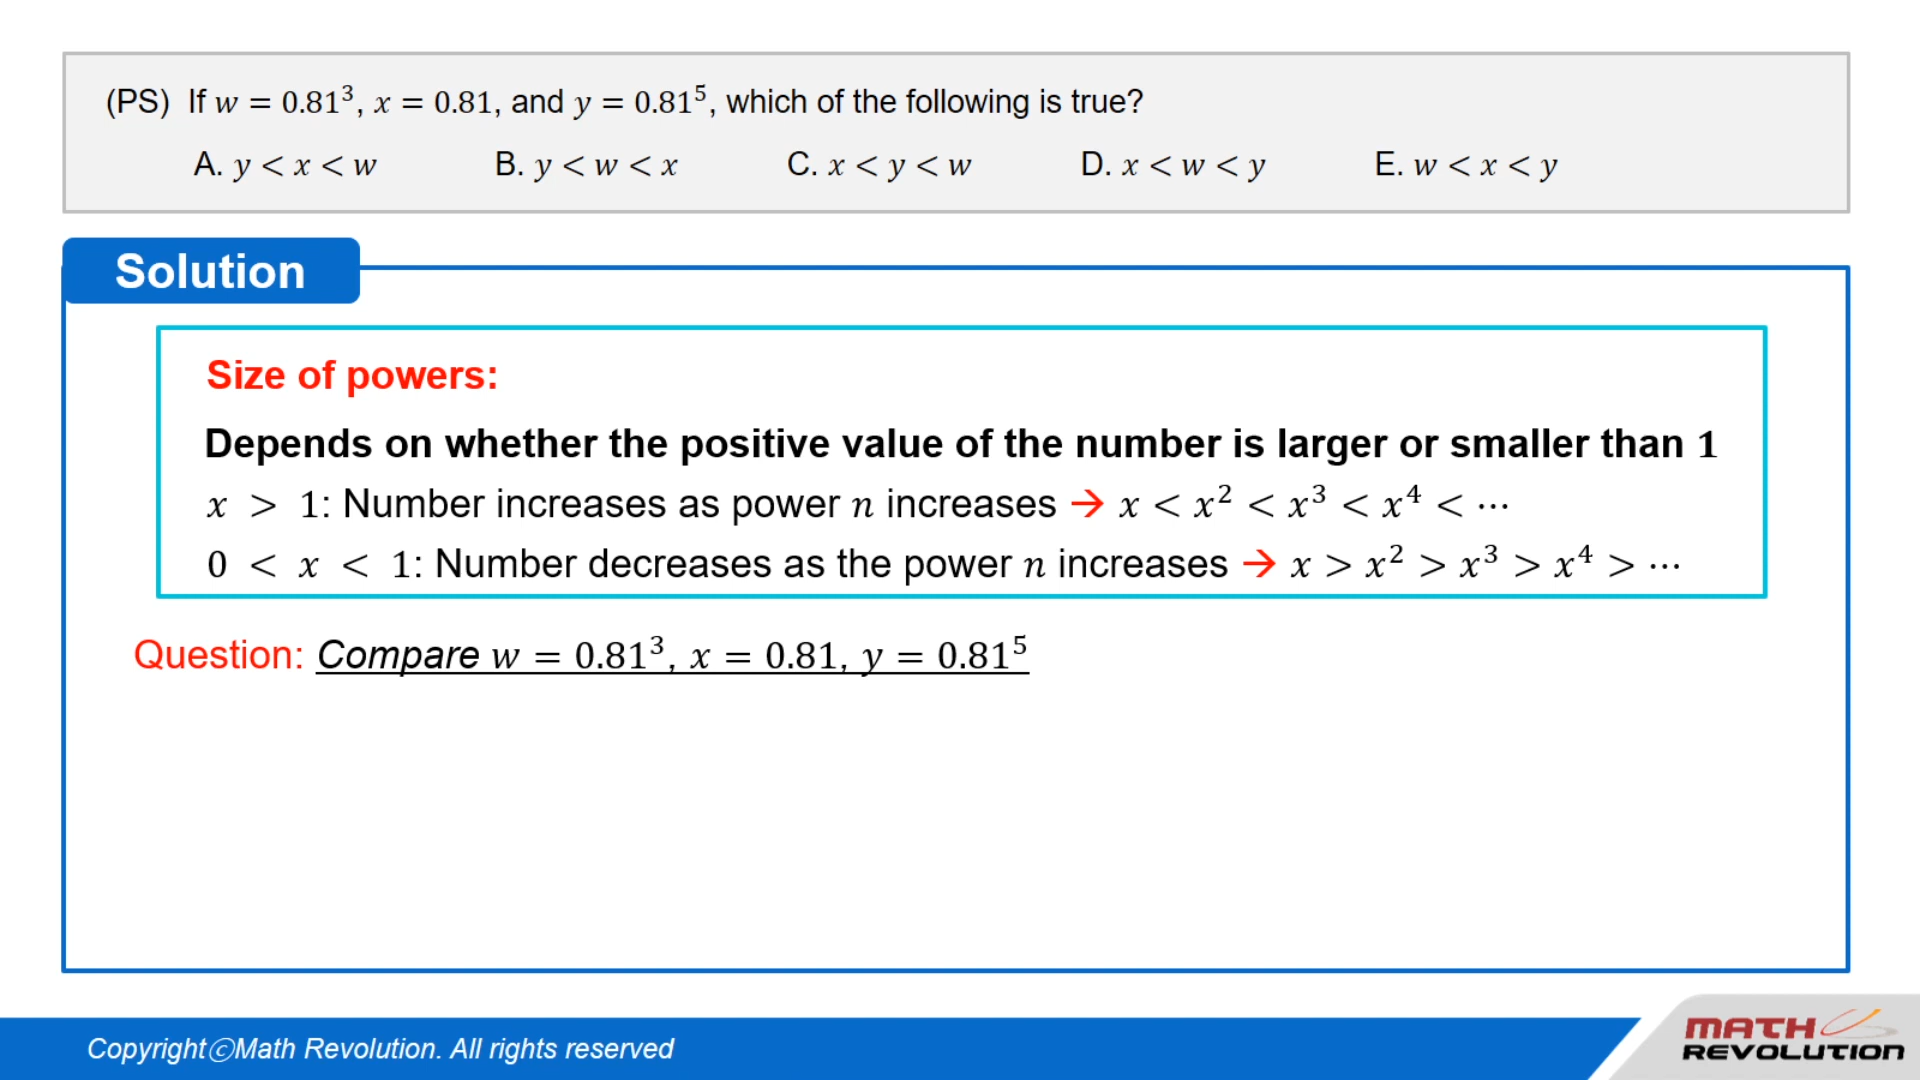 (PS) If w = 0.81³, x = 0.81, and y = 0.81⁵, which of the following is true?
A. y < x < w B. y < w < x C. x < y < w D. x < w < y E. w < x < y
Solution
Size of powers:
Depends on whether the positive value of the number is larger or smaller than 1
x > 1: Number increases as power n increases → x < x² < x³ < x⁴ < ⋯
0 < x < 1: Number decreases as the power n increases → x > x² > x³ > x⁴ > ⋯
Question: Compare w = 0.81³, x = 0.81, y = 0.81⁵
CopyrightⓒMath Revolution. All rights reserved
MATH
REVOLUTION